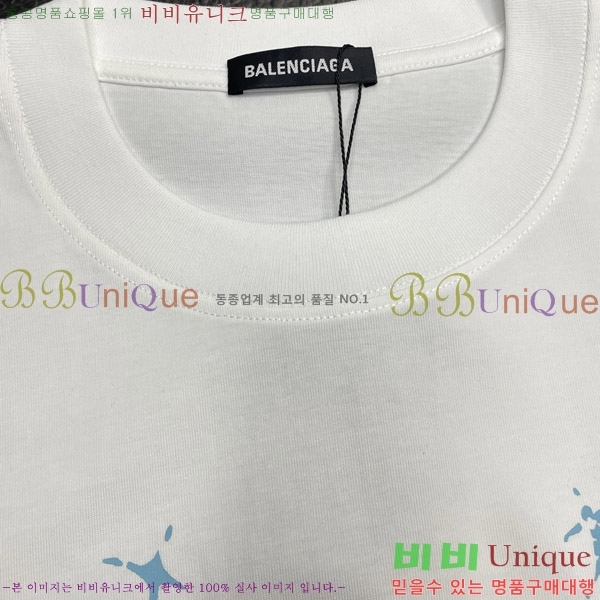 명품쇼핑몰 1위 비비유니크명품구매대행
BALENCIAGA
BBUniQue 동종업계 최고의 품질 NO.1 BBUniQue
비비 Unique
-본 이미지는 비비유니크에서 촬영한 100% 실사 이미지 입니다.-
믿을수 있는 명품구매대행